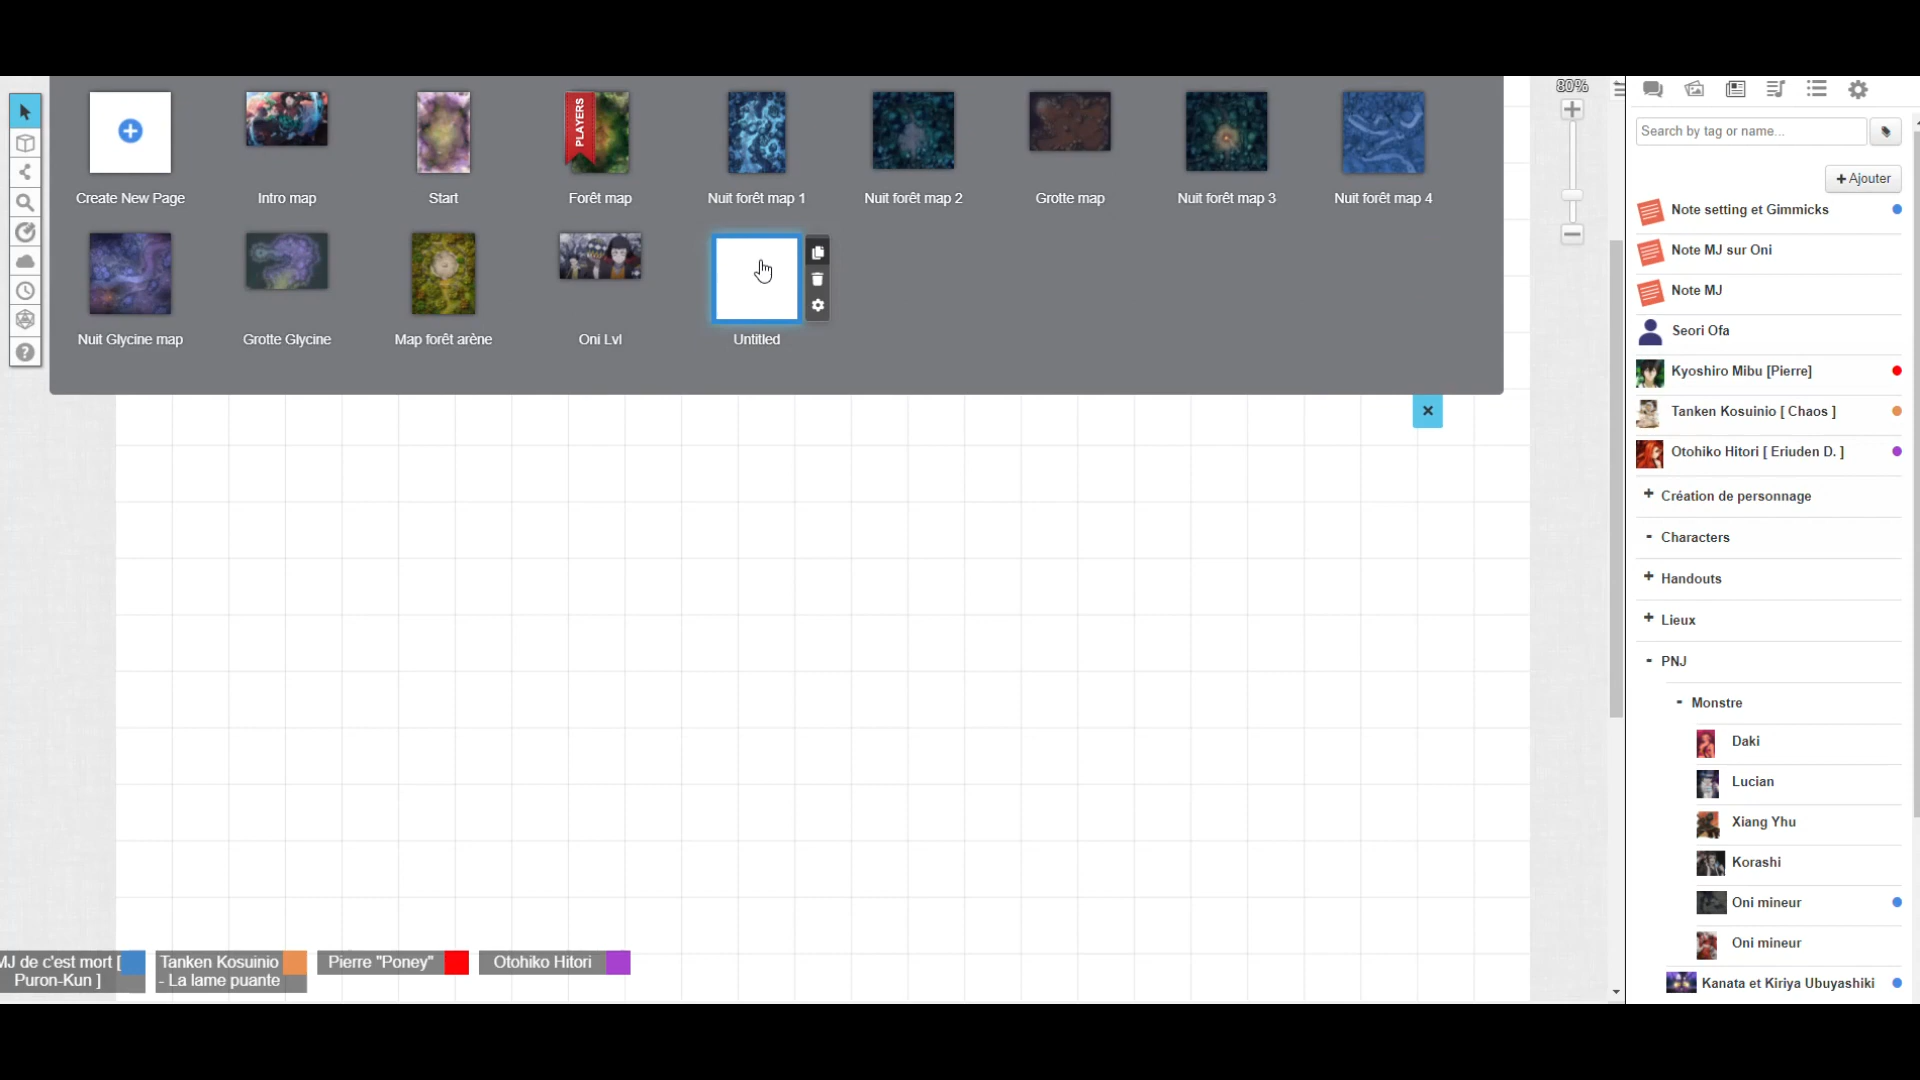 80%
Search by tag or name...
+ Ajouter
PLAYERS
Create New Page
Intro map
Start
Forêt map
Nuit forêt map 1
Nuit forêt map 2
Grotte map
Nuit forêt map 3
Nuit forêt map 4
Nuit Glycine map
Grotte Glycine
Map forêt arène
Oni Lvl
Untitled
Note setting et Gimmicks
Note MJ sur Oni
Note MJ
Seori Ofa
Kyoshiro Mibu [Pierre]
Tanken Kosuinio [ Chaos ]
Otohiko Hitori [ Eriuden D. ]
+ Création de personnage
- Characters
+ Handouts
+ Lieux
- PNJ
- Monstre
Daki
Lucian
Xiang Yhu
Korashi
Oni mineur
Oni mineur
Kanata et Kiriya Ubuyashiki
MJ de c'est mort [
Puron-Kun ]
Tanken Kosuinio
- La lame puante
Pierre "Poney"
Otohiko Hitori